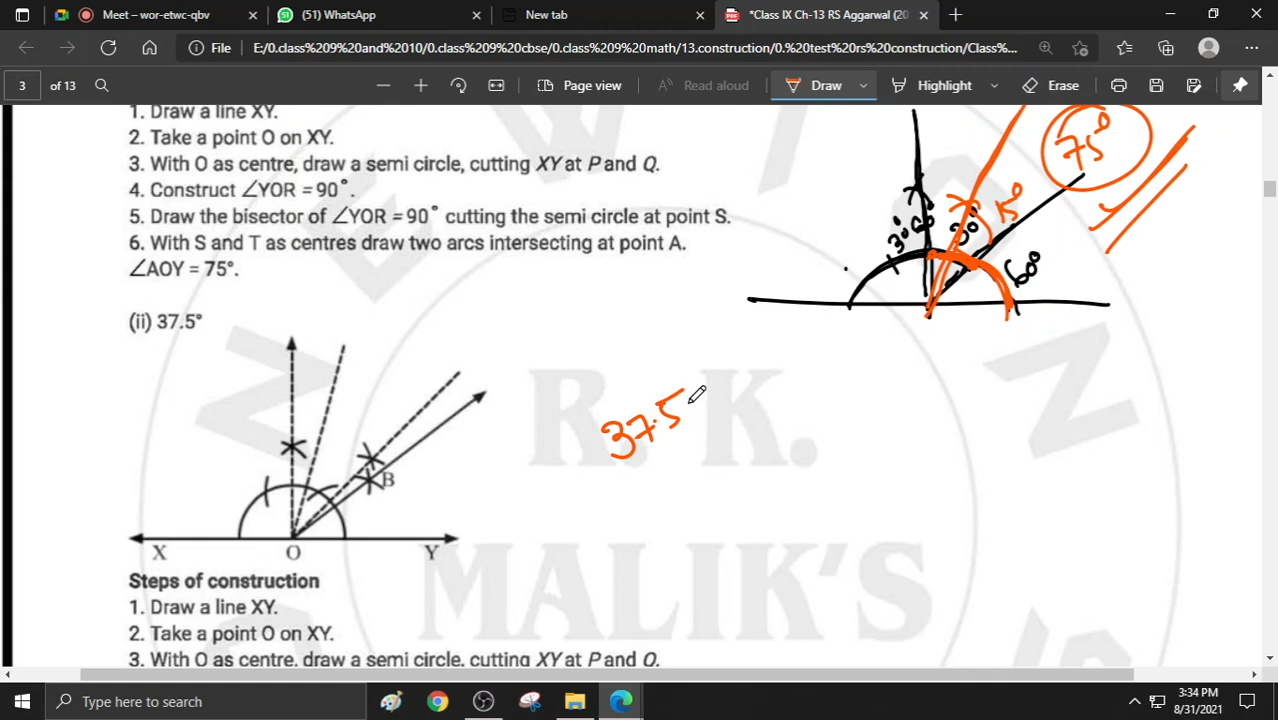 Meet – wor-etwc-qbv
(51) WhatsApp
New tab
*Class IX Ch-13 RS Aggarwal (20
File
E:/0.class%209%20and%2010/0.class%209%20cbse/0.class%209%20math/13.construction/0.%20test%20rs%20construction/Class%...
3 of 13
Page view
Read aloud
Draw
Highlight
Erase
1. Draw a line XY.
2. Take a point O on XY.
3. With O as centre, draw a semi circle, cutting XY at P and Q.
4. Construct ∠YOR = 90°.
5. Draw the bisector of ∠YOR = 90° cutting the semi circle at point S.
6. With S and T as centres draw two arcs intersecting at point A.
∠AOY = 75°.
75°
15°
30°
60°
(ii) 37.5°
37.5
B
X
O
Y
R. K.
MALIK'S
Steps of construction
1. Draw a line XY.
2. Take a point O on XY.
3. With O as centre, draw a semi circle, cutting XY at P and Q.
Type here to search
3:34 PM
8/31/2021